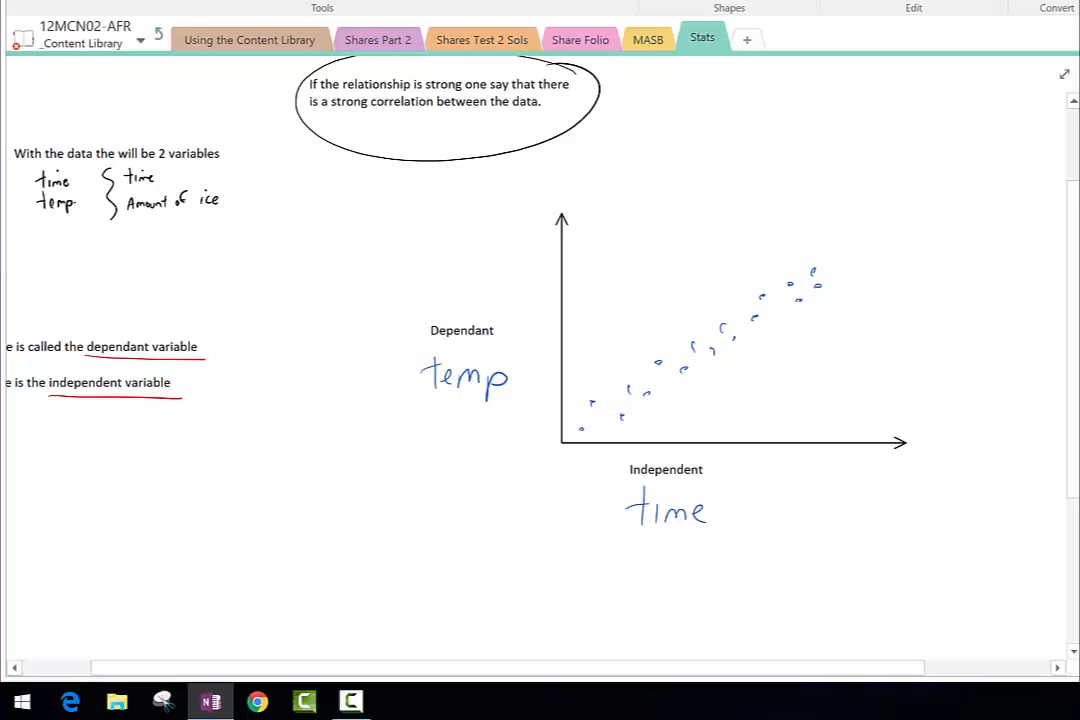 Tools Shapes Edit Convert
12MCN02-AFR
_Content Library
Using the Content Library Shares Part 2 Shares Test 2 Sols Share Folio MASB Stats +
If the relationship is strong one say that there
is a strong correlation between the data.
With the data the will be 2 variables
time time
temp Amount of ice
e is called the dependant variable
e is the independent variable
Dependant
temp
Independent
time